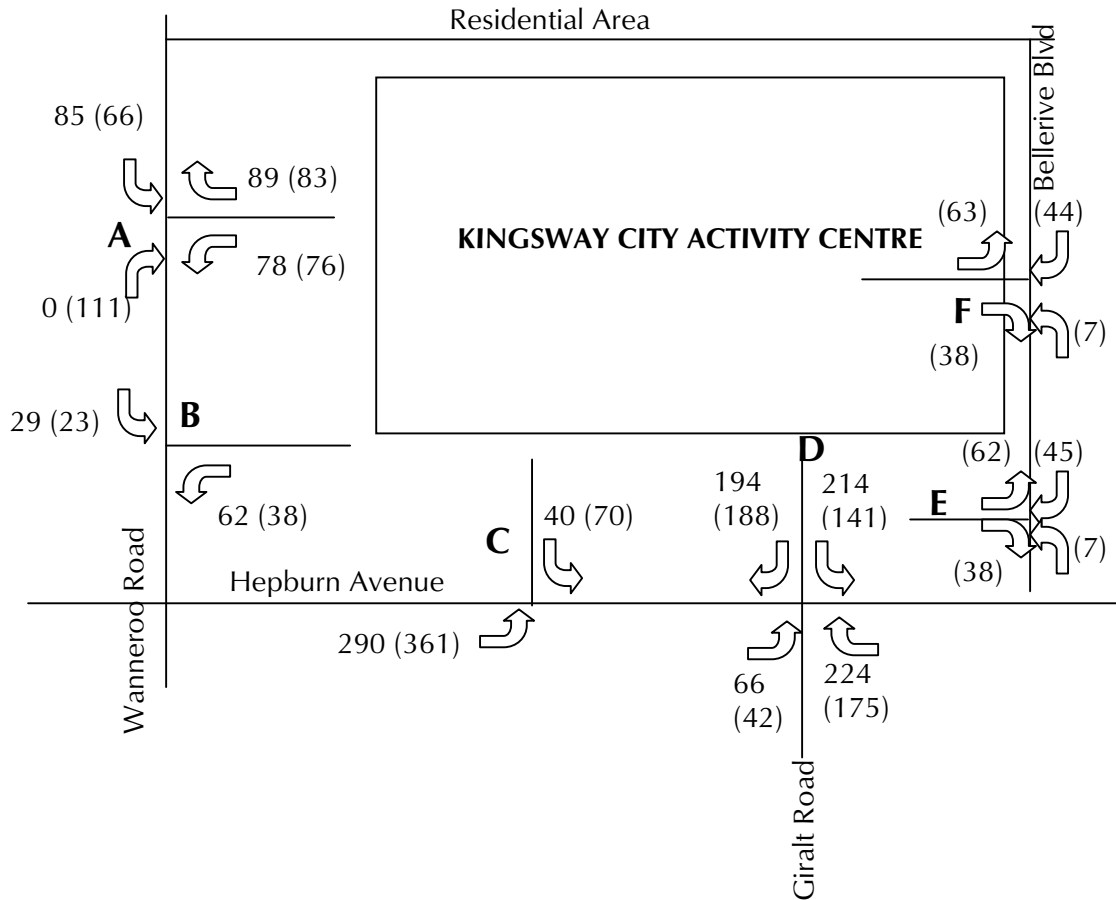 Residential Area
Bellerive Blvd
85 (66)
89 (83)
A
78 (76)
0 (111)
KINGSWAY CITY ACTIVITY CENTRE
(63)
(44)
F
(38)
(7)
29 (23)
B
62 (38)
D
(62)
(45)
E
(38)
(7)
194
(188)
214
(141)
C
40 (70)
Hepburn Avenue
290 (361)
66
(42)
224
(175)
Wanneroo Road
Giralt Road